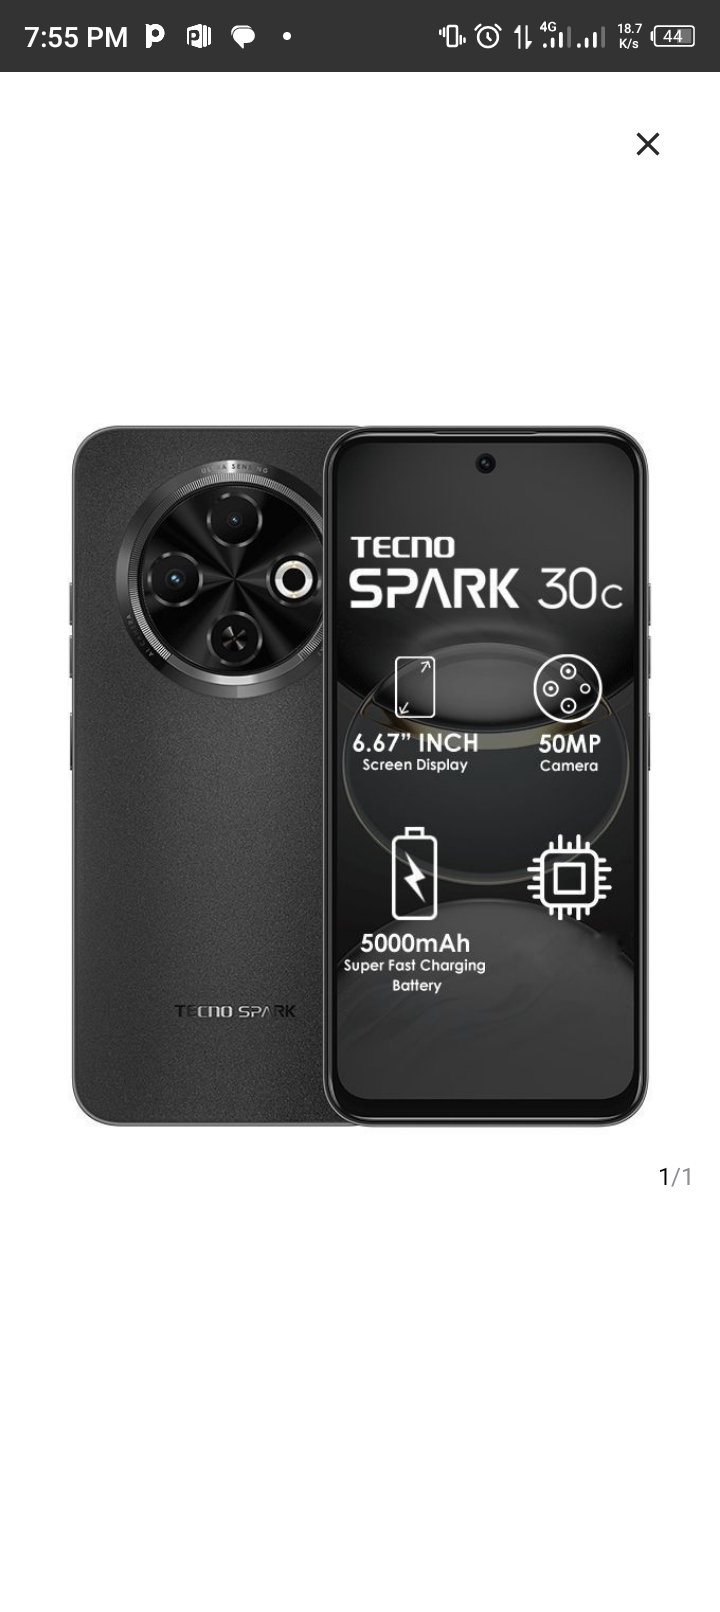 7:55 PM
4G
18.7
K/s
44
TECNO
SPARK 30c
6.67” INCH
Screen Display
50MP
Camera
5000mAh
Super Fast Charging
Battery
TECNO SPARK
1/1